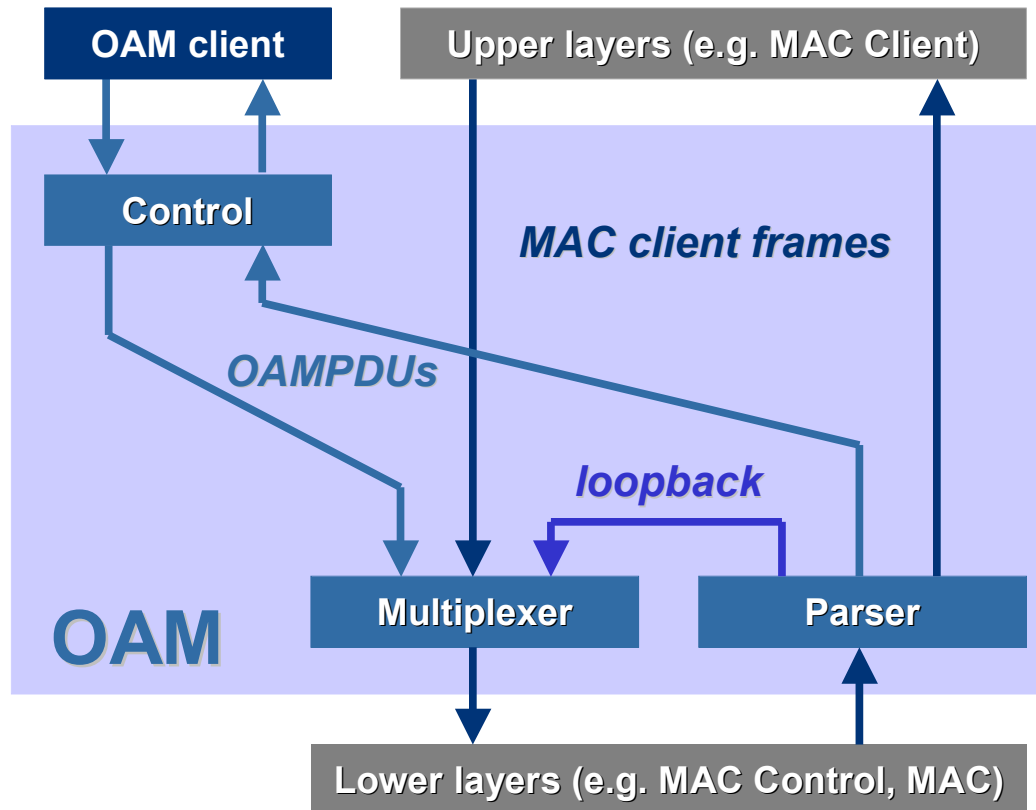 OAM client
Upper layers (e.g. MAC Client)
Control
MAC client frames
OAMPDUs
loopback
Multiplexer
Parser
OAM
Lower layers (e.g. MAC Control, MAC)